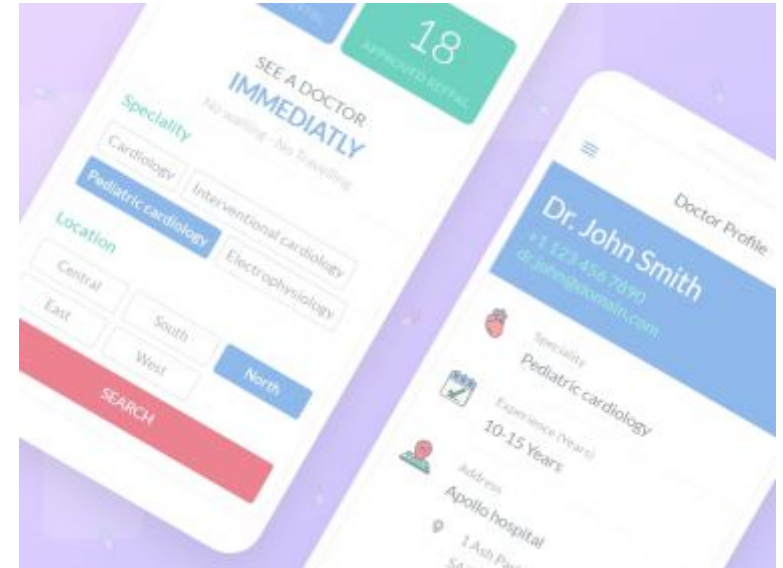 18
APPROVED REFFAL
SEE A DOCTOR
IMMEDIATLY
No waiting - No Travelling
Speciality
Cardiology
Interventional cardiology
Pediatric cardiology
Electrophysiology
Location
Central
South
North
East
West
SEARCH
Doctor Profile
Dr. John Smith
+1 123 456 7890
dr.john@domain.com
Speciality
Pediatric cardiology
Experience (Years)
10-15 Years
Address
Apollo hospital
1 Ash